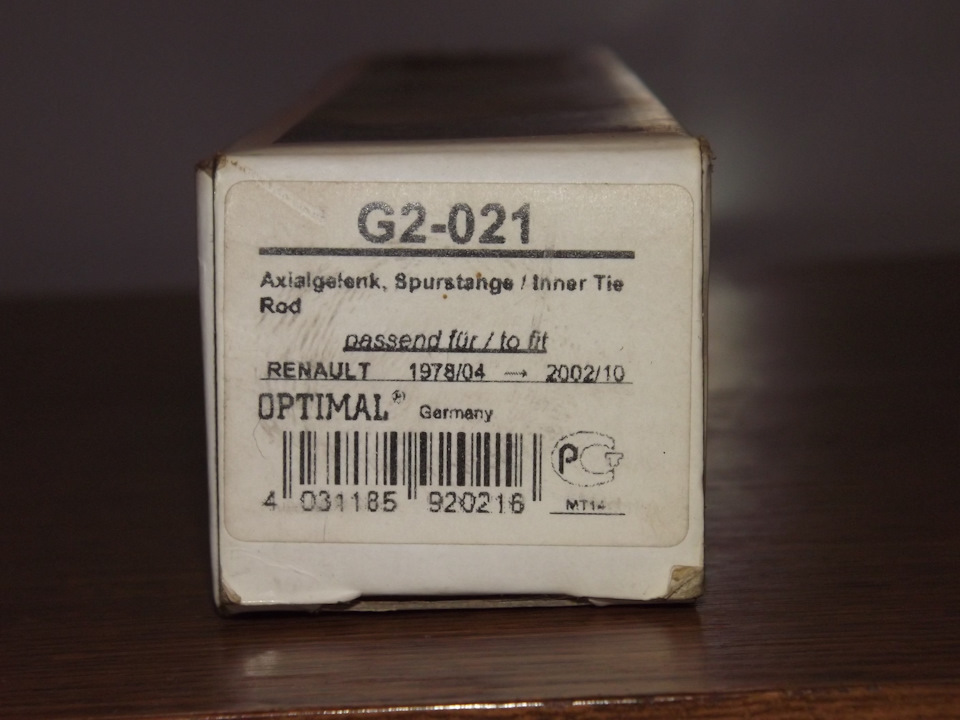 G2-021
Axialgelenk, Spurstange / Inner Tie
Rod
passend für / to fit
RENAULT 1978/04 → 2002/10
OPTIMAL® Germany
4 031185 920216
PG
MT14